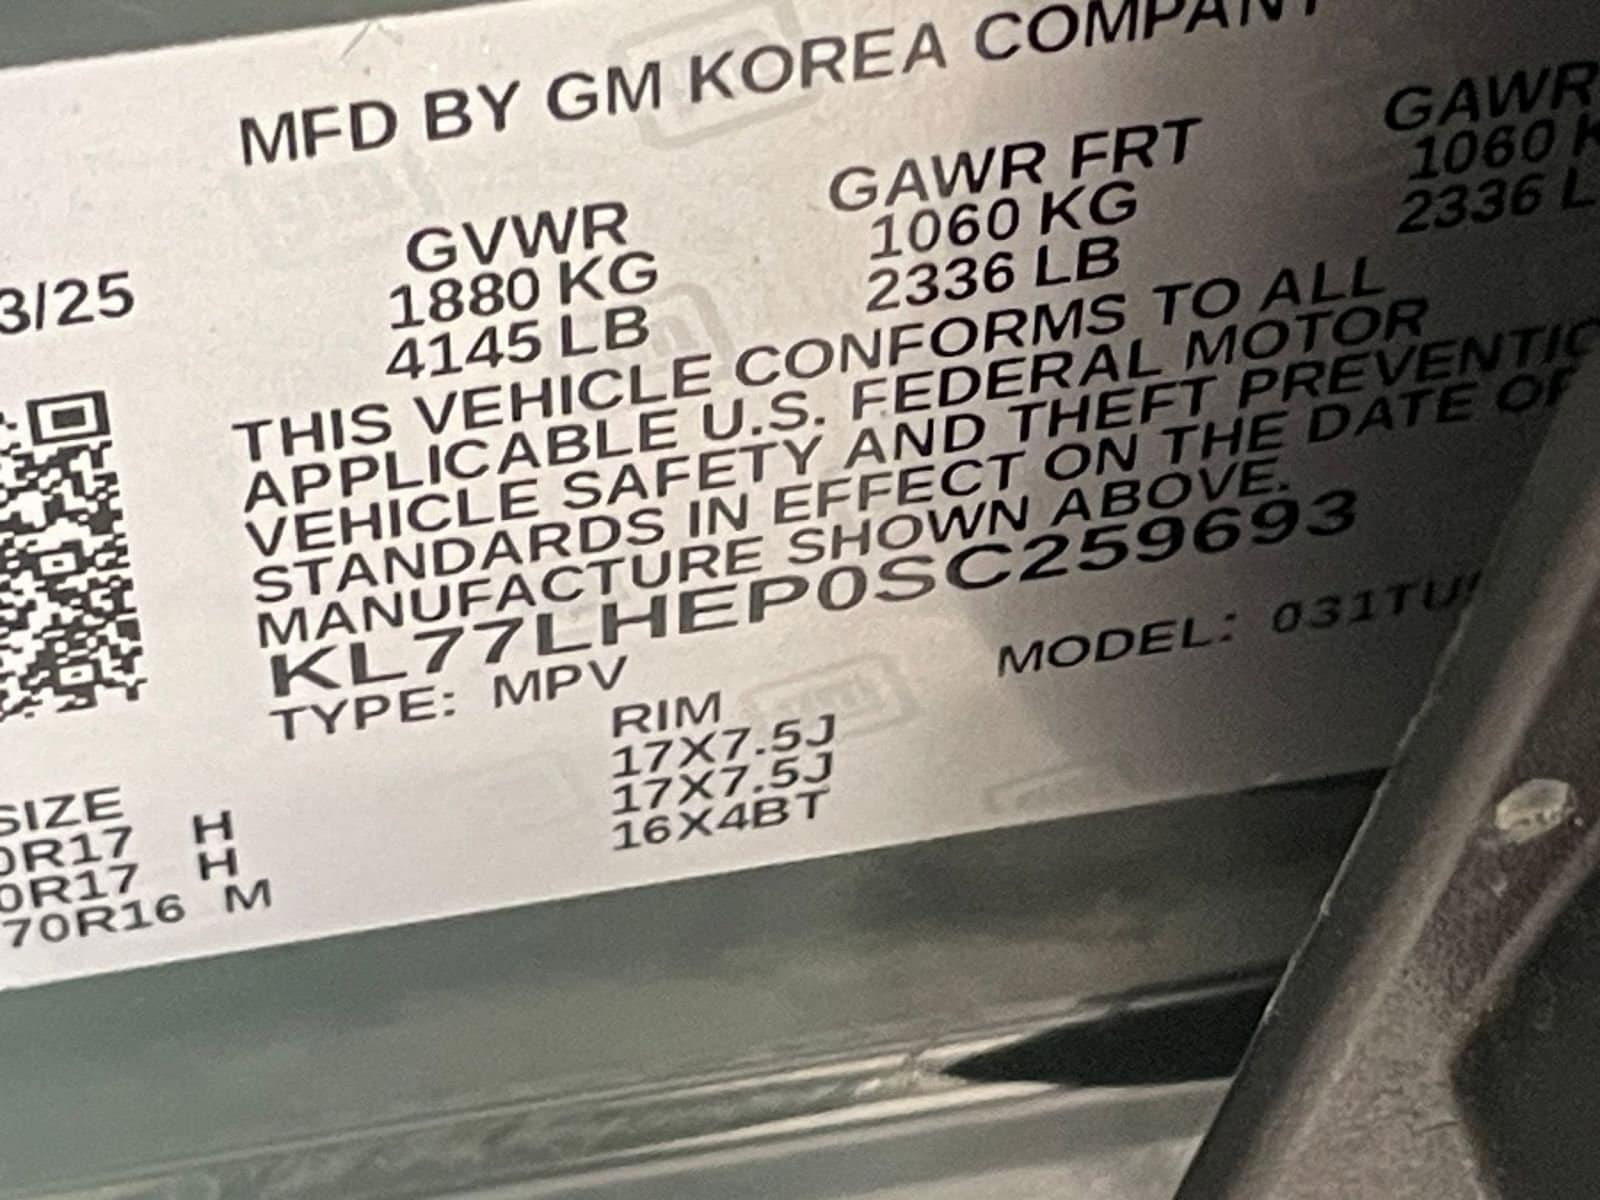 MFD BY GM KOREA COMPANY
3/25
GVWR GAWR FRT GAWR
1880 KG 1060 KG 1060 K
4145 LB 2336 LB 2336 L
THIS VEHICLE CONFORMS TO ALL
APPLICABLE U.S. FEDERAL MOTOR
VEHICLE SAFETY AND THEFT PREVENTIO
STANDARDS IN EFFECT ON THE DATE OF
MANUFACTURE SHOWN ABOVE.
KL77LHEP0SC259693
TYPE: MPV MODEL: 031TU
SIZE RIM
0R17 H 17X7.5J
0R17 H 17X7.5J
70R16 M 16X4BT